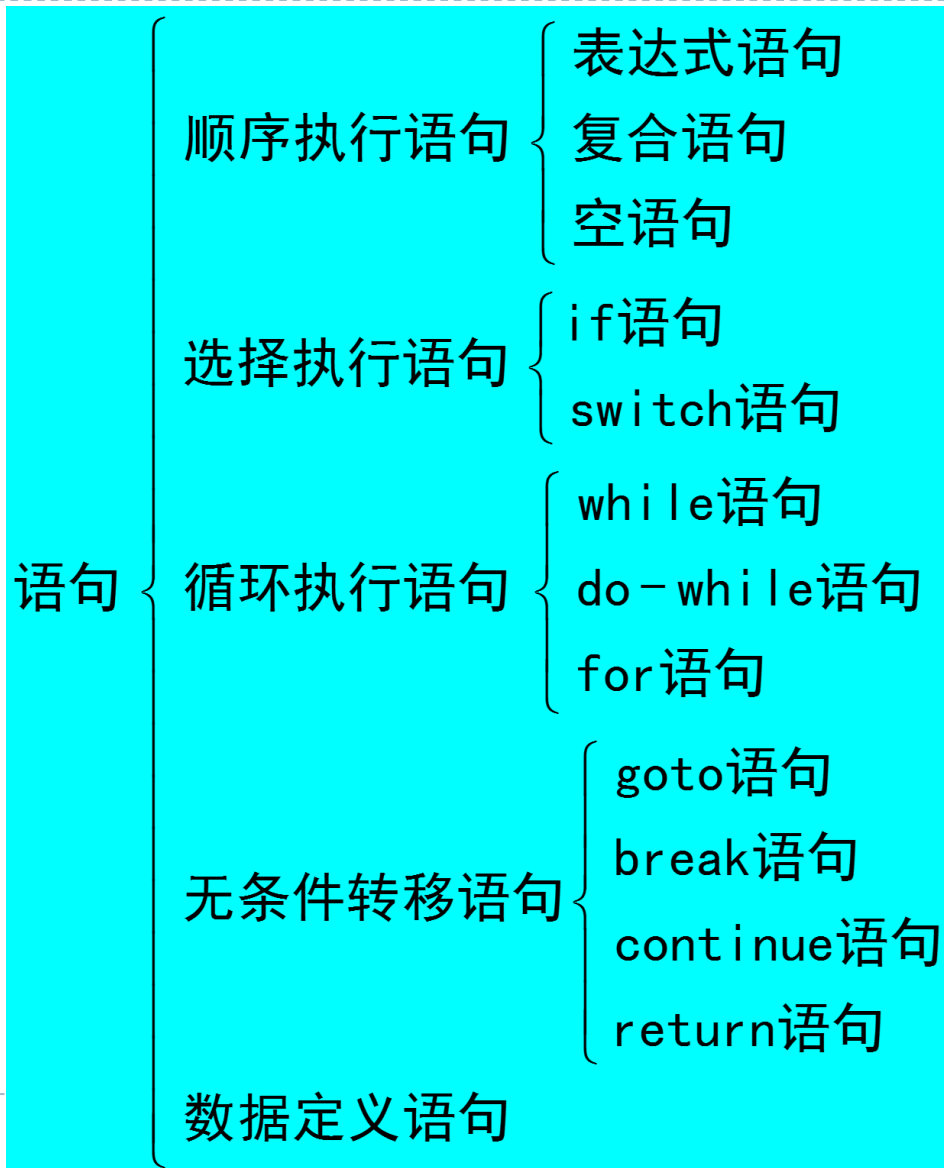 语句
顺序执行语句
表达式语句
复合语句
空语句
选择执行语句
if语句
switch语句
循环执行语句
while语句
do-while语句
for语句
无条件转移语句
goto语句
break语句
continue语句
return语句
数据定义语句